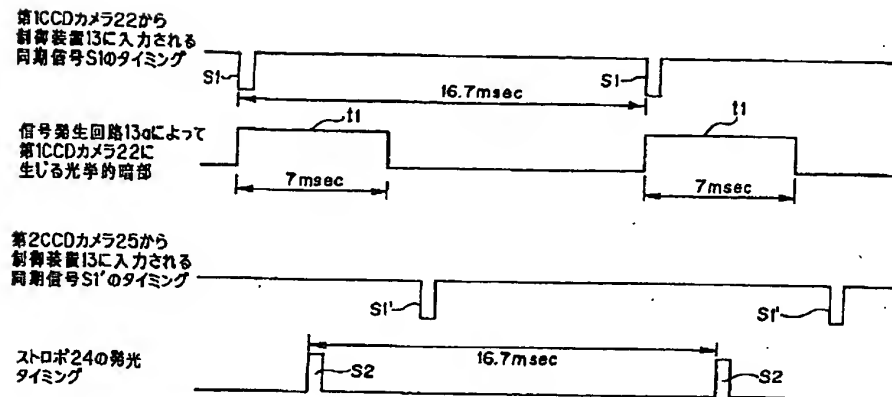 第1CCDカメラ22から
制御装置13に入力される
同期信号S1のタイミング
S1
S1
16.7msec
信号発生回路13aによって
第1CCDカメラ22に
生じる光学的暗部
t1
t1
7msec
7msec
第2CCDカメラ25から
制御装置13に入力される
同期信号S1'のタイミング
S1'
S1'
ストロボ24の発光
タイミング
16.7msec
S2
S2